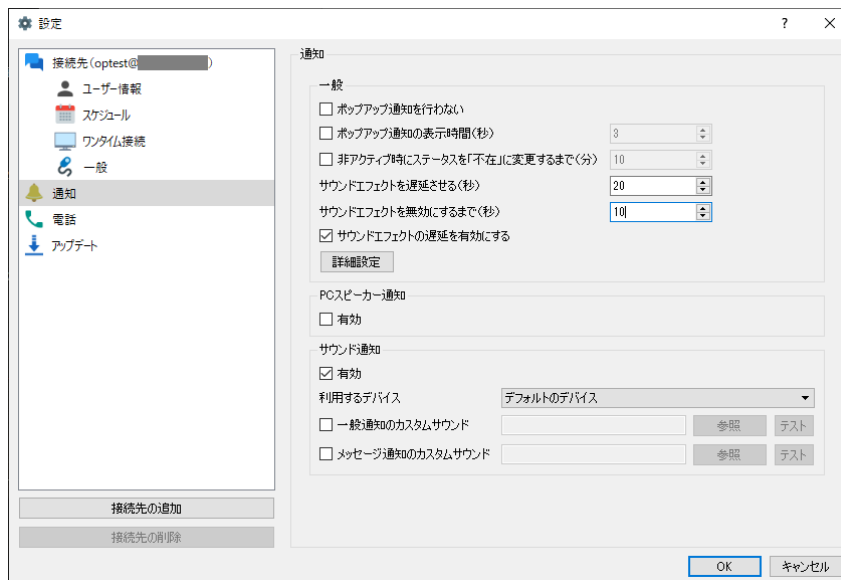 設定
?
接続先(optest@
)
ユーザー情報
スケジュール
ワンタイム接続
一般
通知
電話
アップデート
接続先の追加
接続先の削除
通知
一般
ポップアップ通知を行わない
ポップアップ通知の表示時間(秒) 3
非アクティブ時にステータスを「不在」に変更するまで(分) 10
サウンドエフェクトを遅延させる(秒) 20
サウンドエフェクトを無効にするまで(秒) 10
サウンドエフェクトの遅延を有効にする
詳細設定
PCスピーカー通知
有効
サウンド通知
有効
利用するデバイス デフォルトのデバイス
一般通知のカスタムサウンド 参照 テスト
メッセージ通知のカスタムサウンド 参照 テスト
OK キャンセル